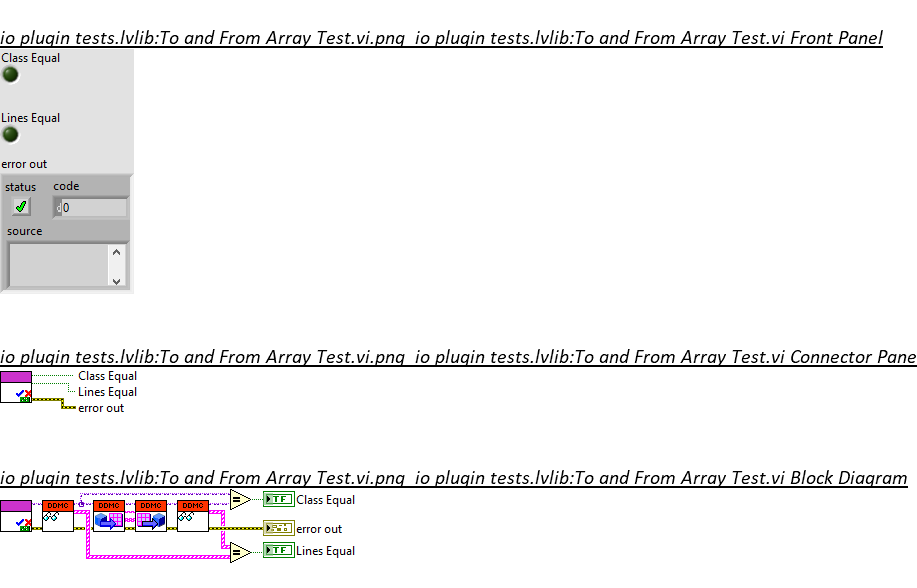 io plugin tests.lvlib:To and From Array Test.vi.png  io plugin tests.lvlib:To and From Array Test.vi Front Panel
Class Equal
Lines Equal
error out
status code
0
source
io plugin tests.lvlib:To and From Array Test.vi.png  io plugin tests.lvlib:To and From Array Test.vi Connector Pane
Class Equal
Lines Equal
error out
io plugin tests.lvlib:To and From Array Test.vi.png  io plugin tests.lvlib:To and From Array Test.vi Block Diagram
TF Class Equal
DDMC DDMC DDMC DDMC
error out
TF Lines Equal